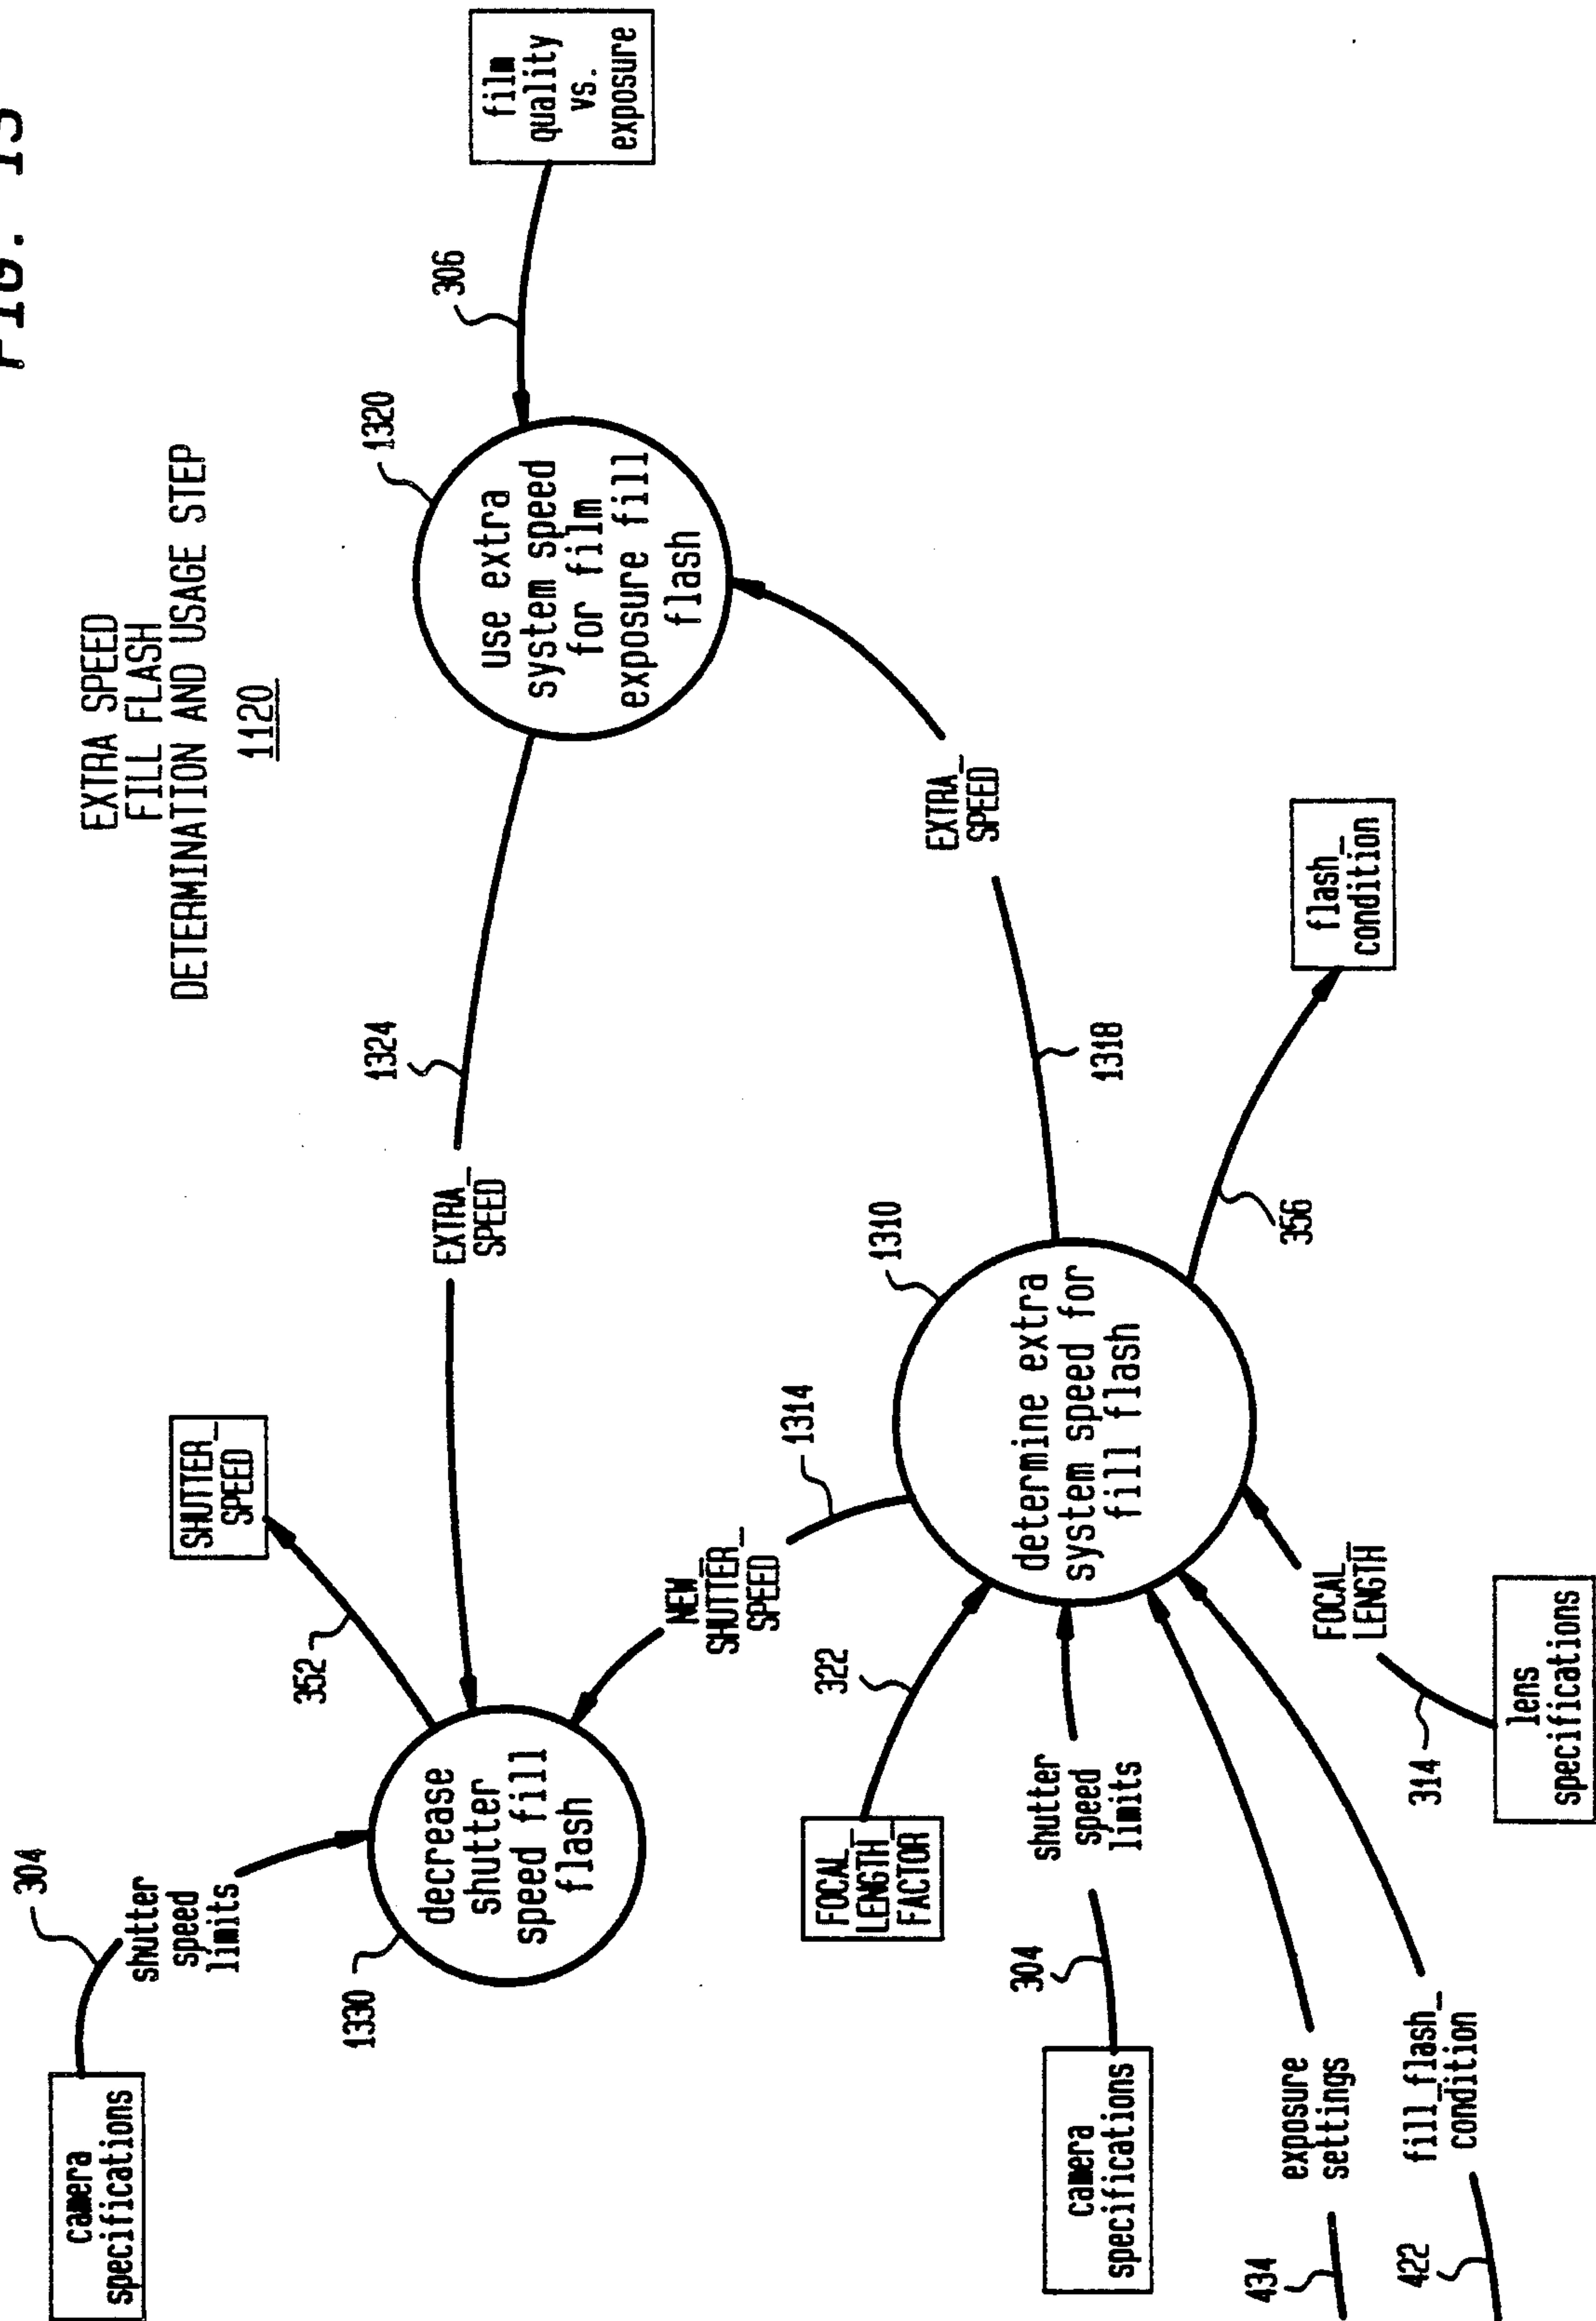 FIG. 13
EXTRA SPEED
FILL FLASH
DETERMINATION AND USAGE STEP
1120
camera
specifications
304
shutter
speed
limits
1330
decrease
shutter
speed fill
flash
352
SHUTTER_
SPEED
EXTRA_
SPEED
1324
1320
use extra
system speed
for film
exposure fill
flash
306
film
quality
vs.
exposure
NEW_
SHUTTER_
SPEED
1314
FOCAL_
LENGTH_
FACTOR
322
camera
specifications
304
shutter
speed
limits
434
exposure
settings
422
fill_flash_
condition
lens
specifications
314
FOCAL_
LENGTH
1310
determine extra
system speed for
fill flash
1318
EXTRA_
SPEED
356
flash_
condition